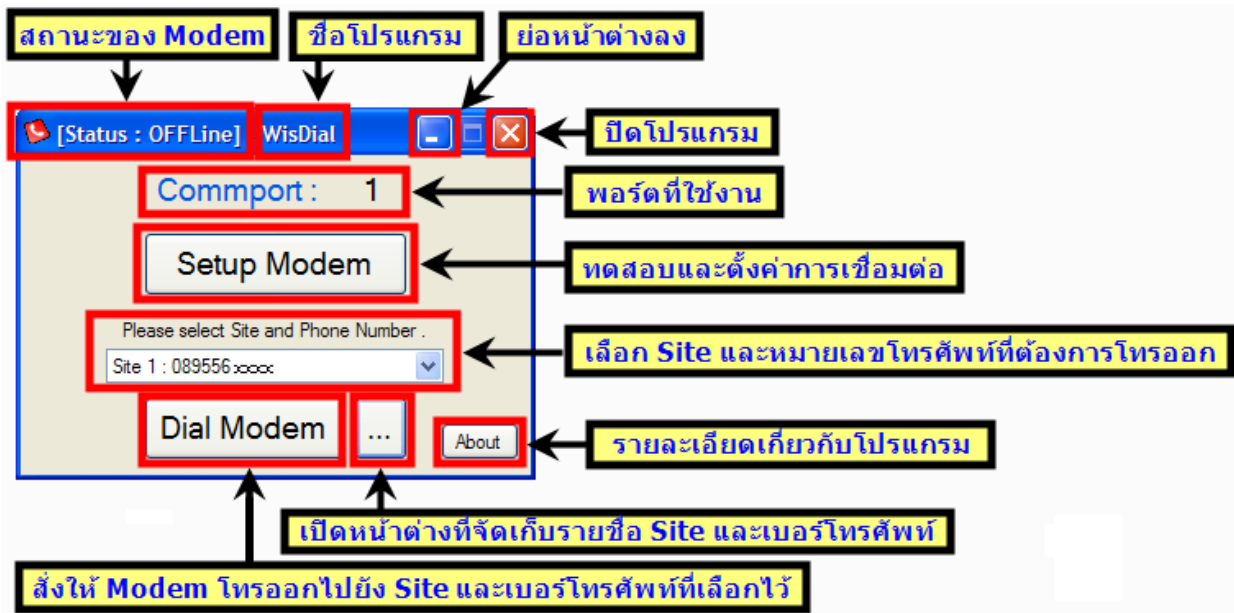 สถานะของ Modem
ชื่อโปรแกรม
ย่อหน้าต่างลง
[Status : OFFLine] WisDial
ปิดโปรแกรม
Commport : 1
พอร์ตที่ใช้งาน
Setup Modem
ทดสอบและตั้งค่าการเชื่อมต่อ
Please select Site and Phone Number .
Site 1 : 089556xxxx
เลือก Site และหมายเลขโทรศัพท์ที่ต้องการโทรออก
Dial Modem
...
About
รายละเอียดเกี่ยวกับโปรแกรม
เปิดหน้าต่างที่จัดเก็บรายชื่อ Site และเบอร์โทรศัพท์
สั่งให้ Modem โทรออกไปยัง Site และเบอร์โทรศัพท์ที่เลือกไว้